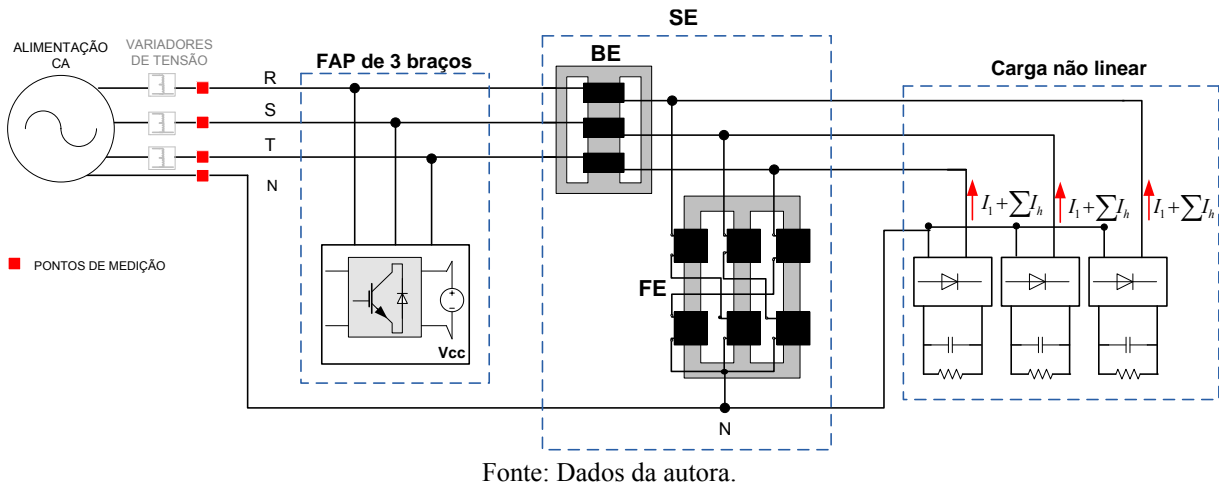 SE
ALIMENTAÇÃO
CA
VARIADORES
DE TENSÃO
FAP de 3 braços
BE
Carga não linear
R
S
T
N
I₁+∑Iₕ
I₁+∑Iₕ
I₁+∑Iₕ
PONTOS DE MEDIÇÃO
FE
Vcc
N
Fonte: Dados da autora.